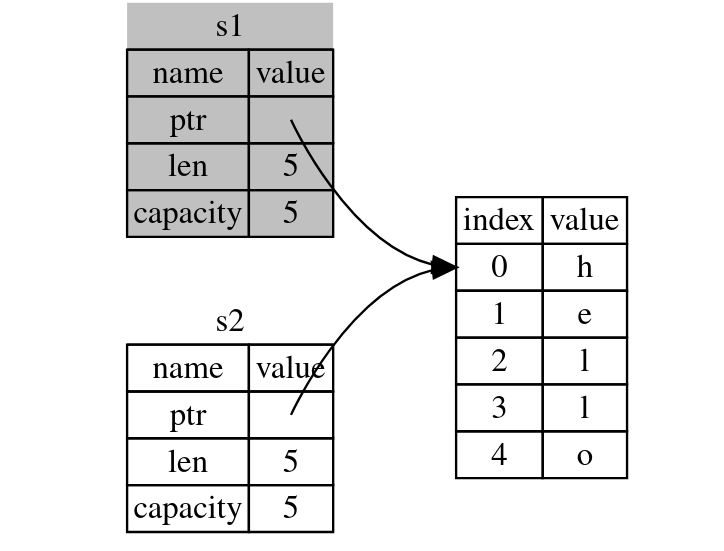 s1
name value
ptr
len 5
capacity 5
s2
name value
ptr
len 5
capacity 5
index value
0 h
1 e
2 l
3 l
4 o